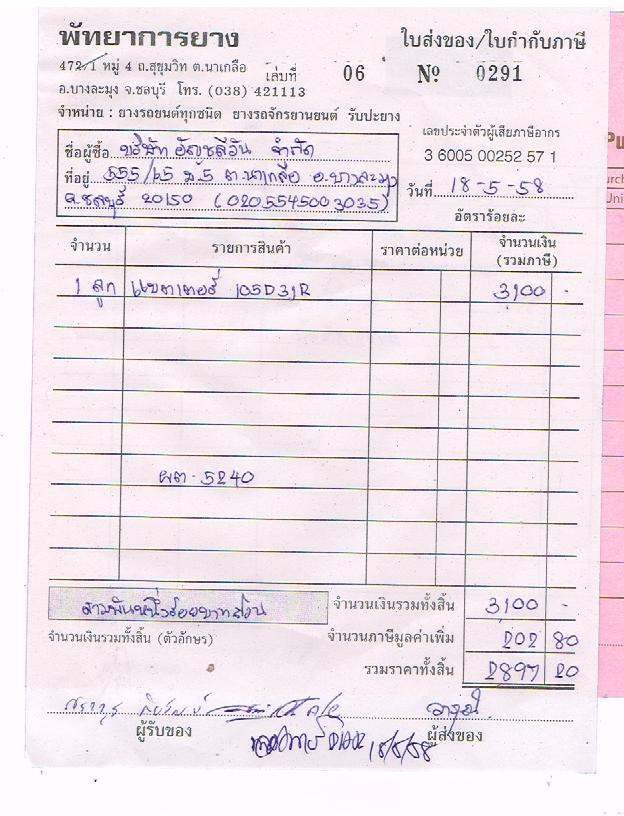 พัทยาการยาง ใบส่งของ/ใบกำกับภาษี
472/1 หมู่ 4 ถ.สุขุมวิท ต.นาเกลือ เล่มที่ 06 Nº 0291
อ.บางละมุง จ.ชลบุรี โทร. (038) 421113
จำหน่าย : ยางรถยนต์ทุกชนิด ยางรถจักรยานยนต์ รับปะยาง
เลขประจำตัวผู้เสียภาษีอากร
3 6005 00252 57 1
ชื่อผู้ซื้อ บริษัท อัญชลีวัน จำกัด
ที่อยู่ 555/65 ม.5 ต.นาเกลือ อ.บางละมุง
จ.ชลบุรี 20150 (0205545003035)
วันที่ 18-5-58
อัตราร้อยละ
จำนวน รายการสินค้า ราคาต่อหน่วย จำนวนเงิน
(รวมภาษี)
1 ลูก แบตเตอรี่ 105D31R 3100 -
ผต-5240
สามพันหนึ่งร้อยบาทถ้วน จำนวนเงินรวมทั้งสิ้น 3100 -
จำนวนเงินรวมทั้งสิ้น (ตัวอักษร) จำนวนภาษีมูลค่าเพิ่ม 202 80
รวมราคาทั้งสิ้น 2897 20
ผู้รับของ ผู้ส่งของ
18/5/58